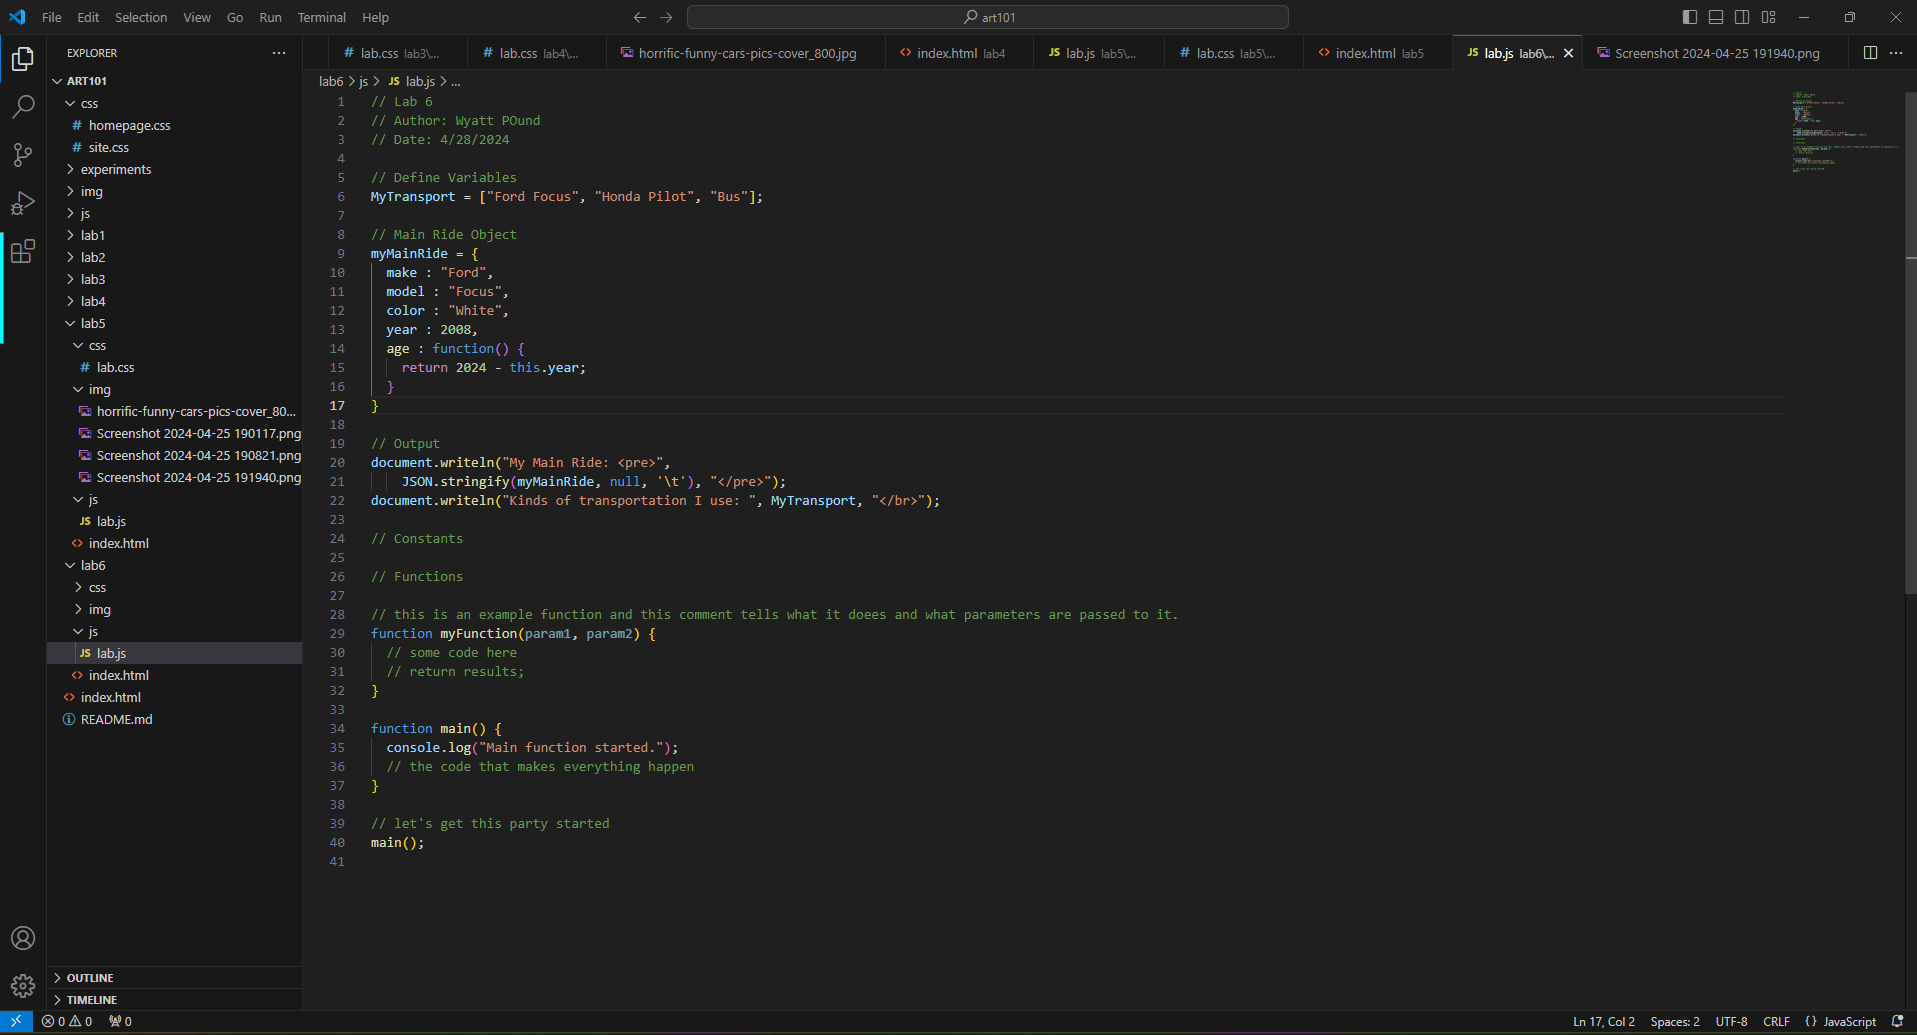 File Edit Selection View Go Run Terminal Help
art101
EXPLORER
ART101
css
# homepage.css
# site.css
experiments
img
js
lab1
lab2
lab3
lab4
lab5
css
# lab.css
img
horrific-funny-cars-pics-cover_80...
Screenshot 2024-04-25 190117.png
Screenshot 2024-04-25 190821.png
Screenshot 2024-04-25 191940.png
js
JS lab.js
<> index.html
lab6
css
img
js
JS lab.js
<> index.html
<> index.html
README.md
OUTLINE
TIMELINE
# lab.css lab3\...
# lab.css lab4\...
horrific-funny-cars-pics-cover_800.jpg
<> index.html lab4
JS lab.js lab5\...
# lab.css lab5\...
<> index.html lab5
JS lab.js lab6\...
Screenshot 2024-04-25 191940.png
lab6 > js > JS lab.js > ...
1 // Lab 6
2 // Author: Wyatt POund
3 // Date: 4/28/2024
4
5 // Define Variables
6 MyTransport = ["Ford Focus", "Honda Pilot", "Bus"];
7
8 // Main Ride Object
9 myMainRide = {
10 make : "Ford",
11 model : "Focus",
12 color : "White",
13 year : 2008,
14 age : function() {
15 return 2024 - this.year;
16 }
17 }
18
19 // Output
20 document.writeln("My Main Ride: <pre>",
21 JSON.stringify(myMainRide, null, '\t'), "</pre>");
22 document.writeln("Kinds of transportation I use: ", MyTransport, "</br>");
23
24 // Constants
25
26 // Functions
27
28 // this is an example function and this comment tells what it doees and what parameters are passed to it.
29 function myFunction(param1, param2) {
30 // some code here
31 // return results;
32 }
33
34 function main() {
35 console.log("Main function started.");
36 // the code that makes everything happen
37 }
38
39 // let's get this party started
40 main();
41
0 0 0
Ln 17, Col 2 Spaces: 2 UTF-8 CRLF {} JavaScript